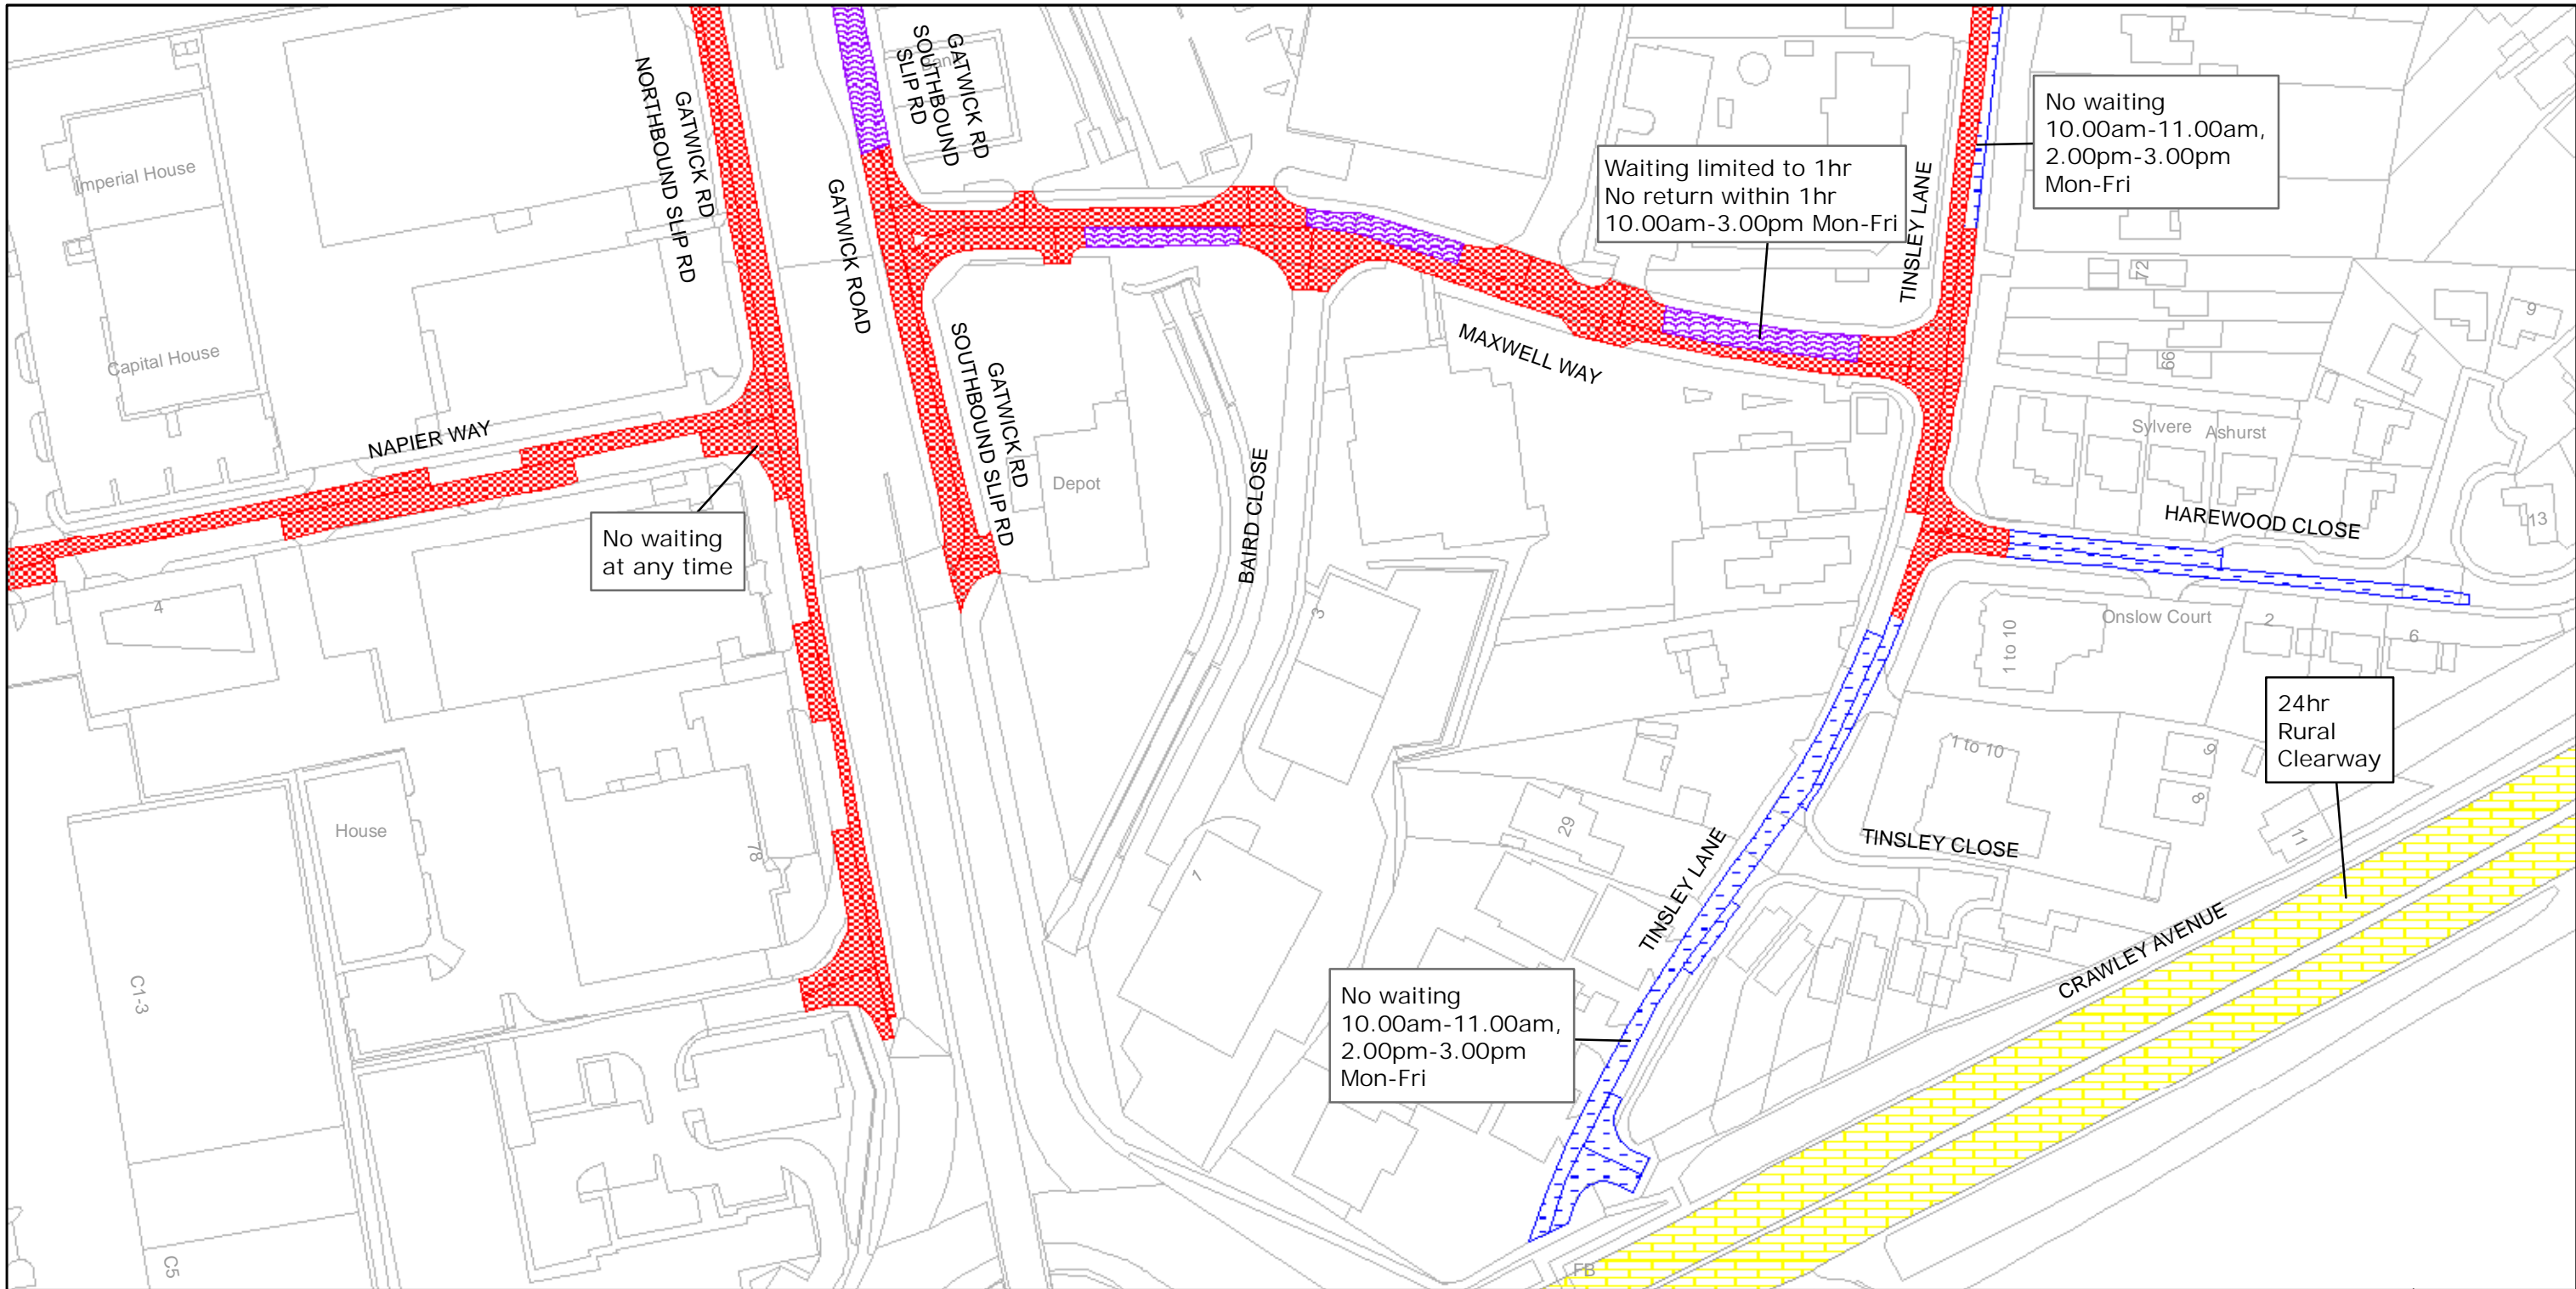 GATWICK RD
SOUTHBOUND
SLIP RD
Bank
GATWICK RD
NORTHBOUND SLIP RD
Imperial House
Capital House
GATWICK ROAD
No waiting
10.00am-11.00am,
2.00pm-3.00pm
Mon-Fri
Waiting limited to 1hr
No return within 1hr
10.00am-3.00pm Mon-Fri
TINSLEY LANE
72
9
66
MAXWELL WAY
GATWICK RD
SOUTHBOUND SLIP RD
NAPIER WAY
Depot
BAIRD CLOSE
Sylvere
Ashurst
HAREWOOD CLOSE
13
No waiting
at any time
4
3
1 to 10
Onslow Court
2
6
24hr
Rural
Clearway
House
78
1
29
1 to 10
9
8
11
TINSLEY LANE
TINSLEY CLOSE
CRAWLEY AVENUE
C1-3
No waiting
10.00am-11.00am,
2.00pm-3.00pm
Mon-Fri
C5
FB